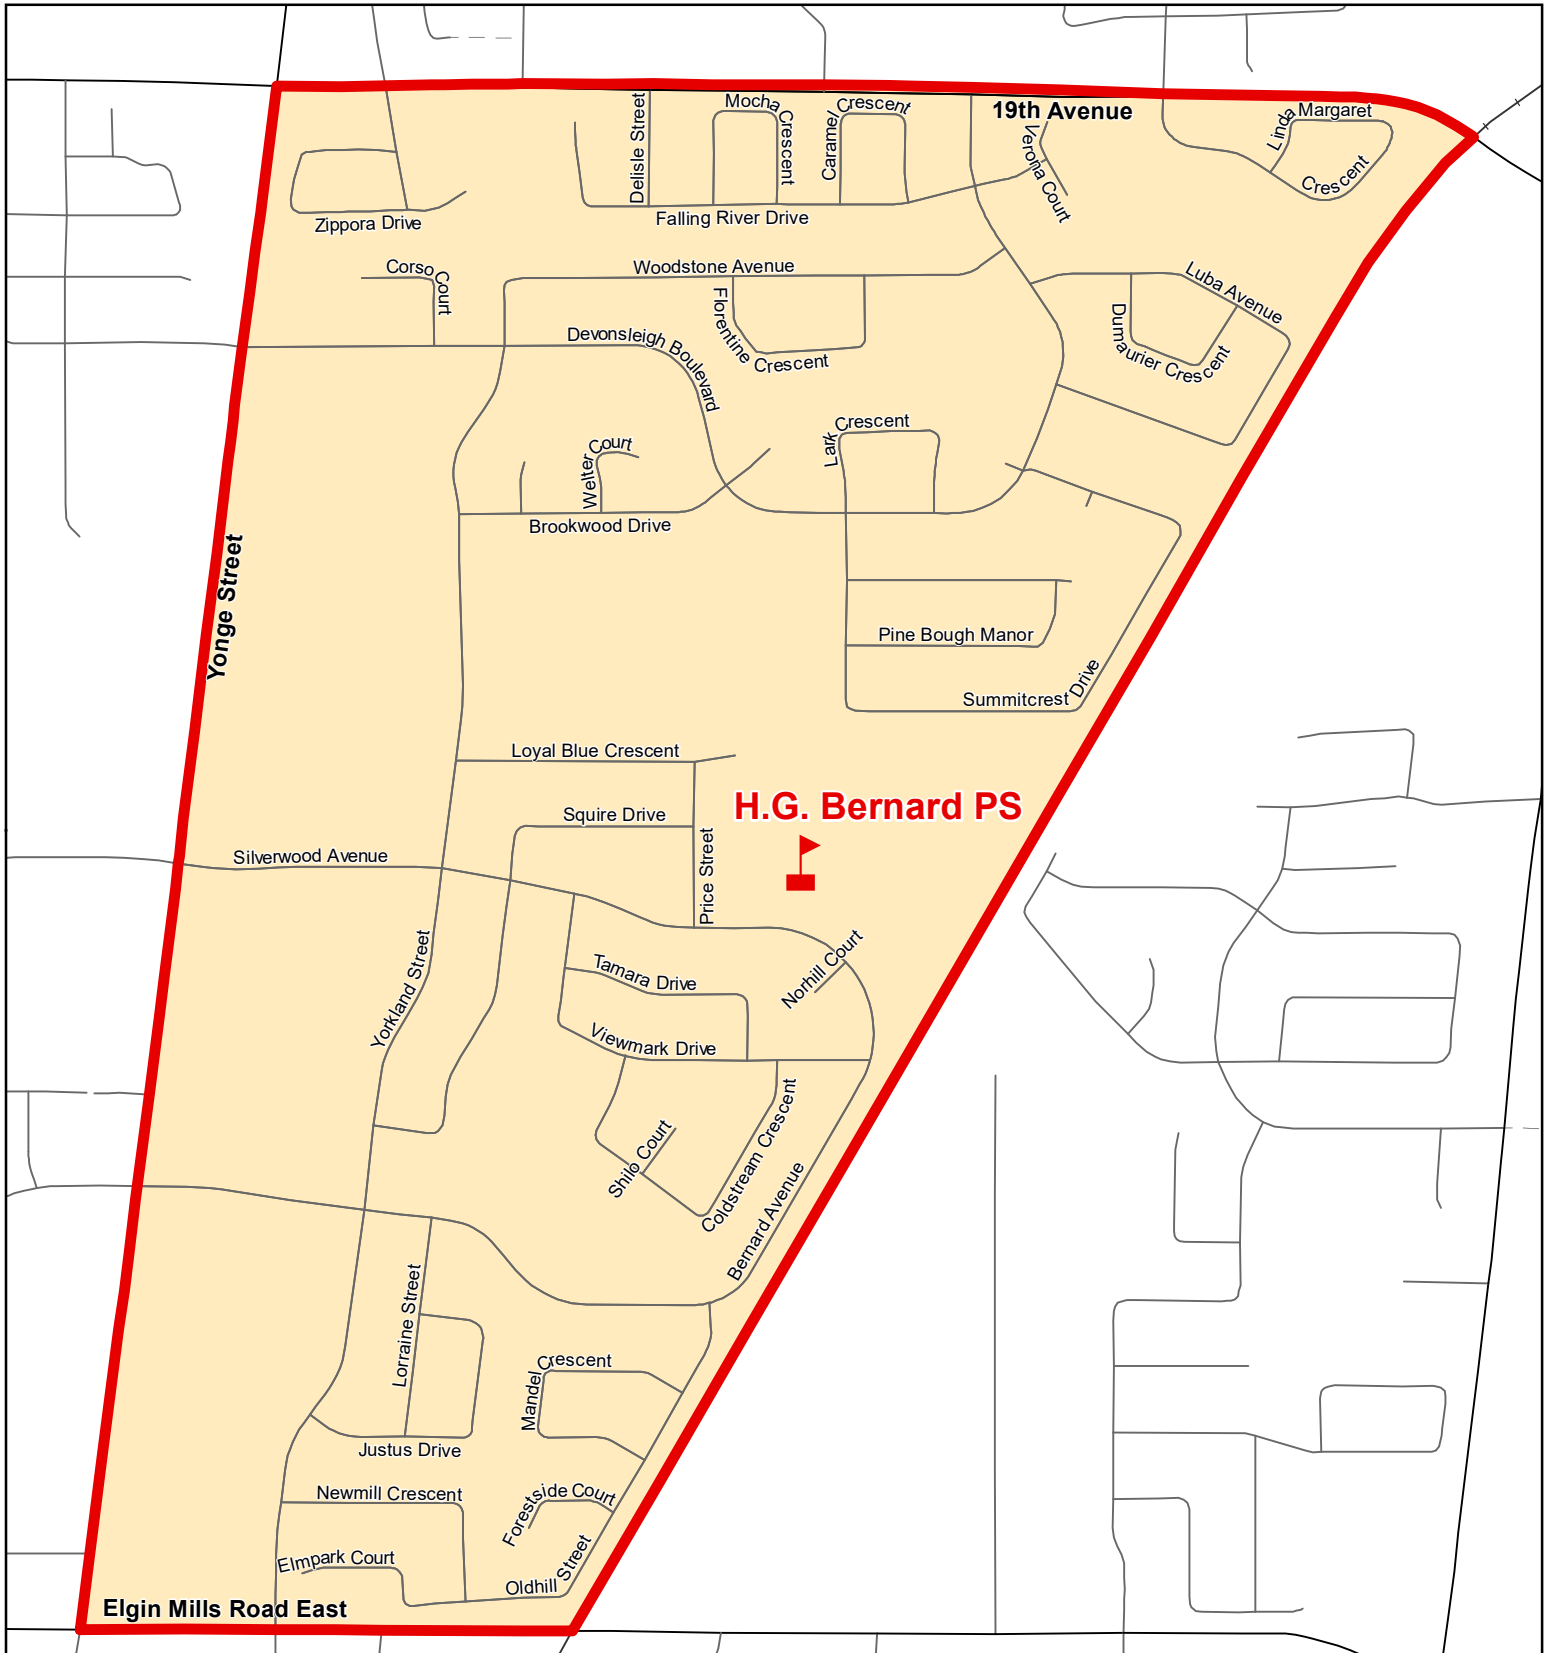 19th Avenue
Delisle Street
Mocha Crescent
Caramel Crescent
Verona Court
Linda Margaret Crescent
Zippora Drive
Falling River Drive
Corso Court
Woodstone Avenue
Florentine Crescent
Luba Avenue
Dumaurier Crescent
Devonsleigh Boulevard
Lark Crescent
Welter Court
Brookwood Drive
Yonge Street
Pine Bough Manor
Summitcrest Drive
Loyal Blue Crescent
H.G. Bernard PS
Squire Drive
Price Street
Silverwood Avenue
Yorkland Street
Tamara Drive
Norhill Court
Viewmark Drive
Shilo Court
Coldstream Crescent
Bernard Avenue
Lorraine Street
Mandel Crescent
Justus Drive
Newmill Crescent
Forestside Court
Elmpark Court
Oldhill Street
Elgin Mills Road East